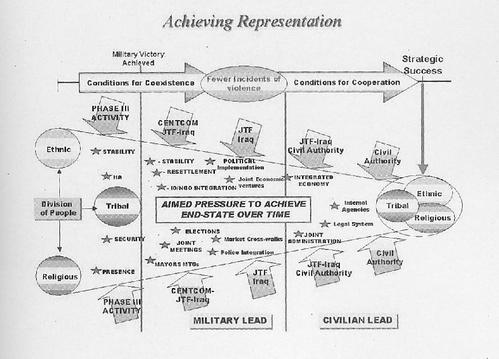 Achieving Representation
Military Victory
Achieved
Strategic
Success
Conditions for Coexistence
Fewer Incidents of
violence
Conditions for Cooperation
PHASE III
ACTIVITY
CENTCOM
JTF-Iraq
JTF
Iraq
JTF-Iraq
Civil Authority
Civil
Authority
Ethnic
STABILITY
HA
- STABILITY
- RESETTLEMENT
- IO/NGO INTEGRATION
POLITICAL
Implementation
Joint Economic
Ventures
INTEGRATED
ECONOMY
Division
of People
Tribal
AIMED PRESSURE TO ACHIEVE
END-STATE OVER TIME
Internet
Agencies
Legal System
Ethnic
Tribal
Religious
SECURITY
PRESENCE
ELECTIONS
JOINT
MEETINGS
MAYORS MTGs
Market Cross-walks
Police Integration
JOINT
ADMINISTRATION
Religious
PHASE III
ACTIVITY
CENTCOM-
JTF-Iraq
JTF
Iraq
JTF-Iraq
Civil Authority
Civil
Authority
MILITARY LEAD
CIVILIAN LEAD